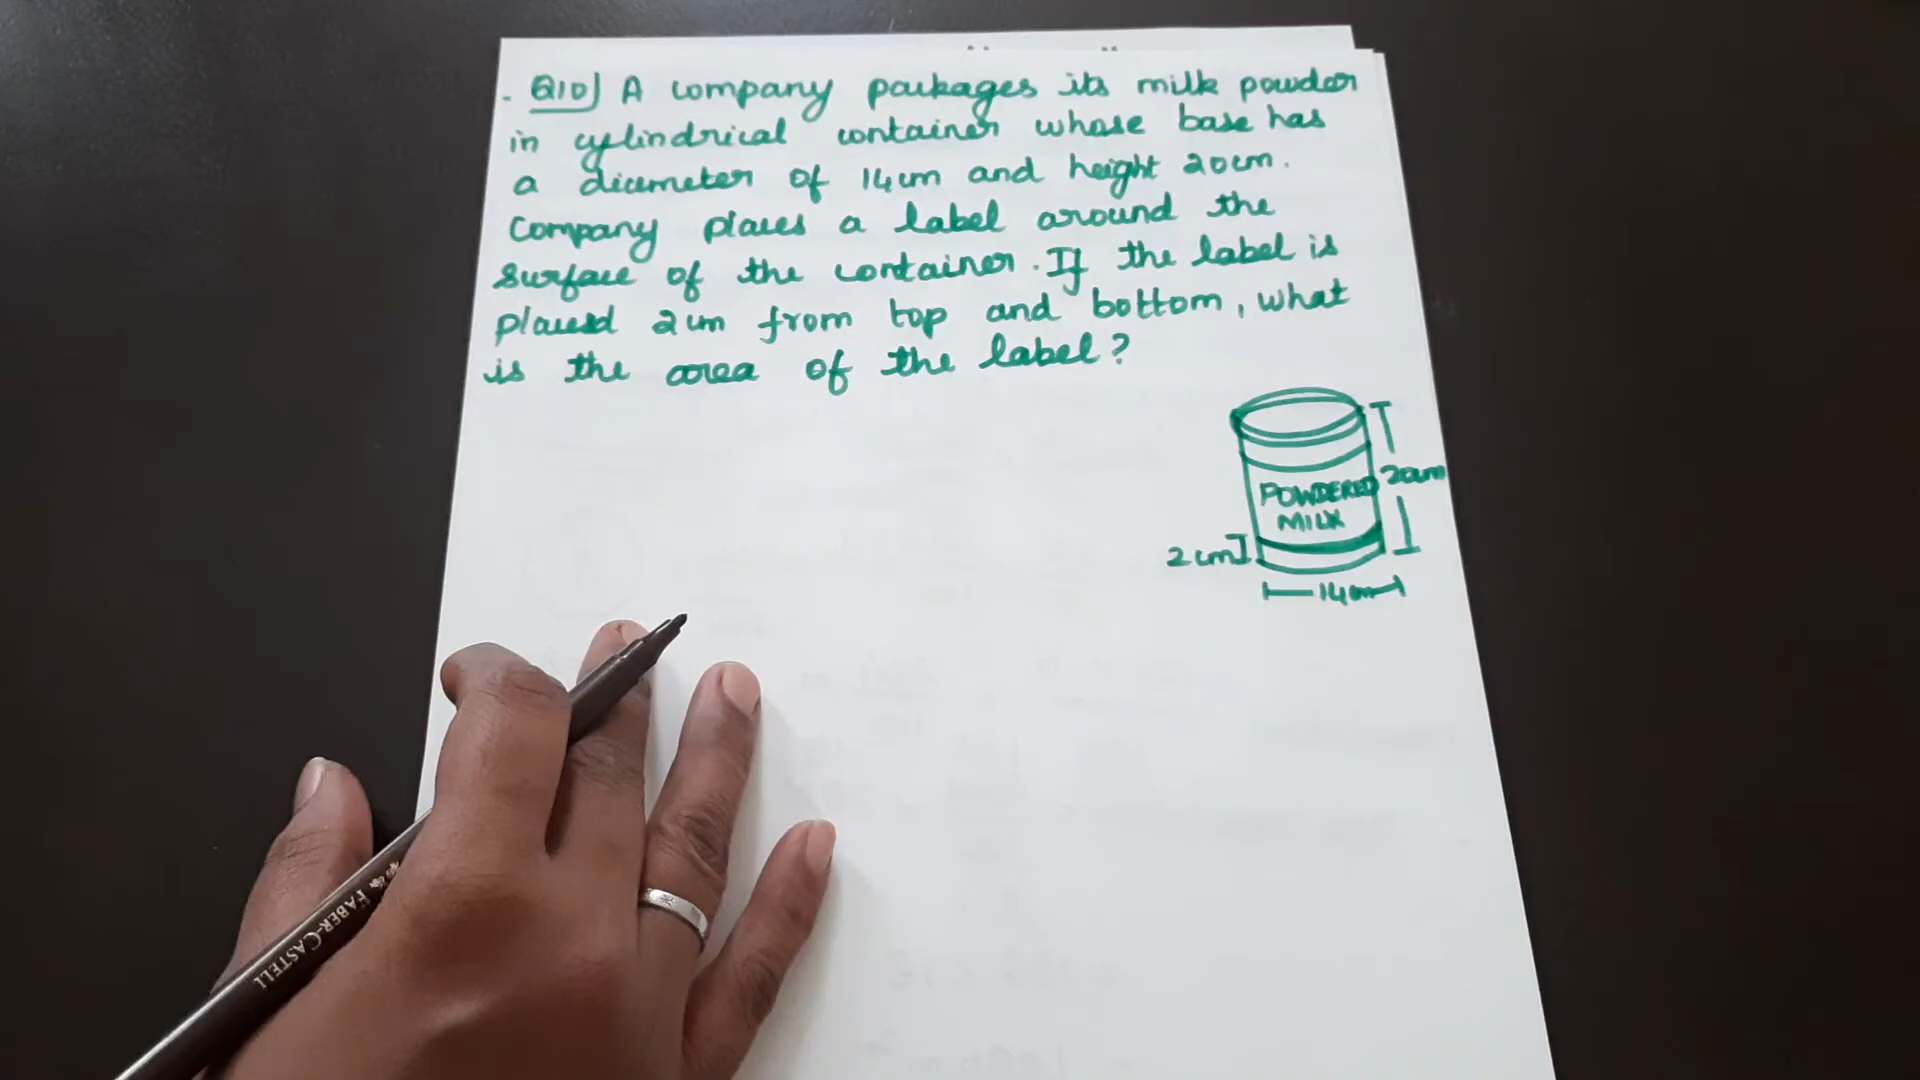 Q10) A company packages its milk powder
in cylindrical container whose base has
a diameter of 14cm and height 20cm.
Company places a label around the
surface of the container. If the label is
placed 2cm from top and bottom, what
is the area of the label?
POWDERED
MILK
20cm
2cm
14cm
FABER-CASTELL